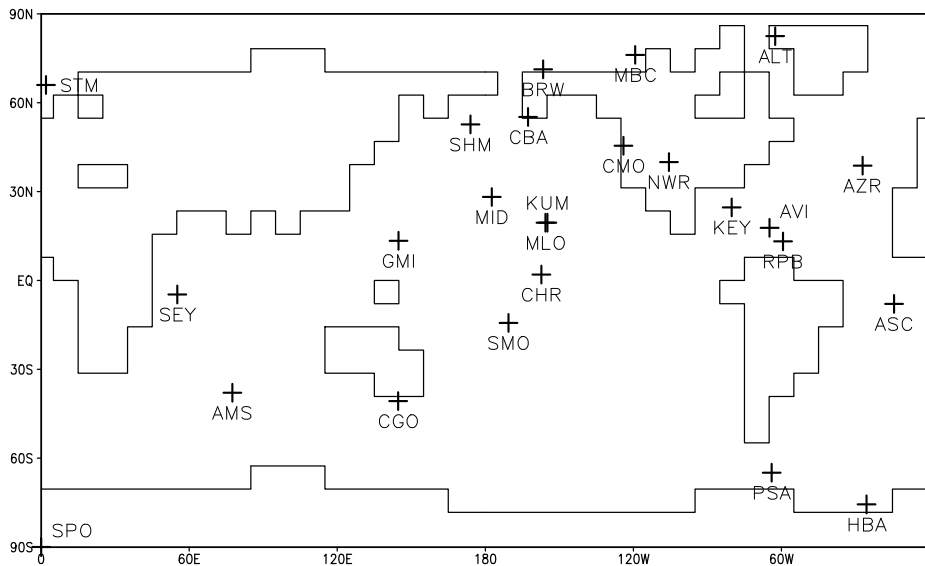 90N
ALT
STM
MBC
BRW
60N
CBA
SHM
CMO
NWR
AZR
30N
KUM
MID
AVI
KEY
MLO
GMI
RPB
EQ
CHR
SEY
ASC
SMO
30S
AMS
CGO
60S
PSA
HBA
SPO
90S
0 60E 120E 180 120W 60W